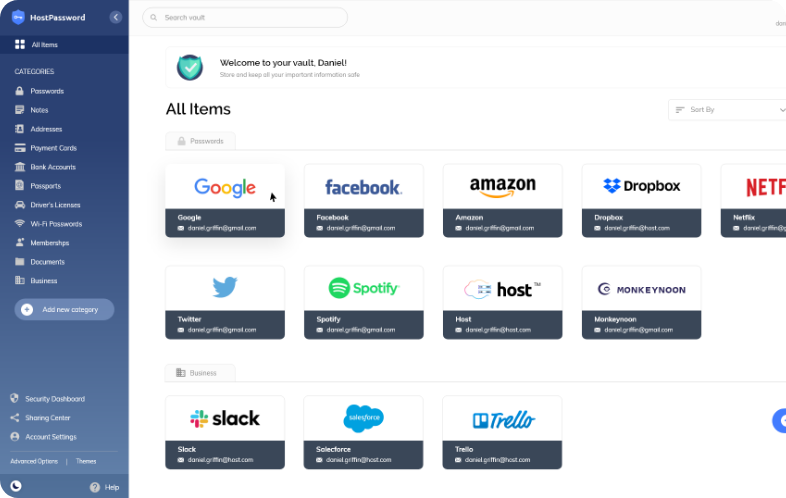 HostPassword
Search vault
All Items
CATEGORIES
Passwords
Notes
Addresses
Payment Cards
Bank Accounts
Pasports
Driver's Licenses
Wi-Fi Passwords
Memberhps
Documents
Business
Add new category
Security Dashboard
Sharing Center
Account Settings
Advanced Options | Themes
Help
Welcome to your vault, Daniel!
Store and keep all your important information safe
All Items
Sort By
Passwords
Google
Google
daniel.griffin@gmail.com
facebook
Facebook
daniel.griffin@gmail.com
amazon
Amazon
daniel.griffin@gmail.com
Dropbox
Dropbox
daniel.griffin@host.com
NETF
Netflix
daniel.griffin@g
Twitter
daniel.griffin@gmail.com
Spotify
Spotify
daniel.griffin@gmail.com
host™
Host
daniel.griffin@host.com
MONKEYNOON
Monkeynoon
daniel.griffin@gmail.com
Business
slack
Slack
daniel.griffin@host.com
salesforce
Salesforce
daniel.griffin@host.com
Trello
Trello
daniel.griffin@host.com